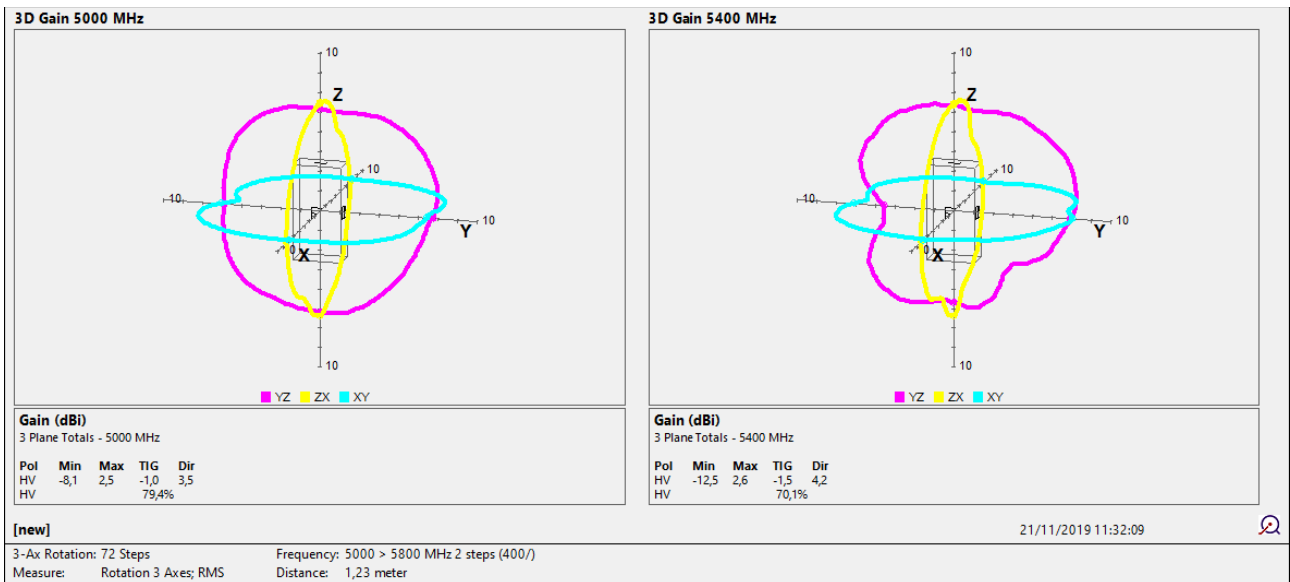 3D Gain 5000 MHz
10
Z
10
10
10
Y
0
X
10
YZ ZX XY
Gain (dBi)
3 Plane Totals - 5000 MHz
Pol Min Max TIG Dir
HV -8,1 2,5 -1,0 3,5
HV 79,4%
3D Gain 5400 MHz
10
Z
10
10
10
Y
0
X
10
YZ ZX XY
Gain (dBi)
3 Plane Totals - 5400 MHz
Pol Min Max TIG Dir
HV -12,5 2,6 -1,5 4,2
HV 70,1%
[new]
21/11/2019 11:32:09
3-Ax Rotation: 72 Steps Frequency: 5000 > 5800 MHz 2 steps (400/)
Measure: Rotation 3 Axes; RMS Distance: 1,23 meter